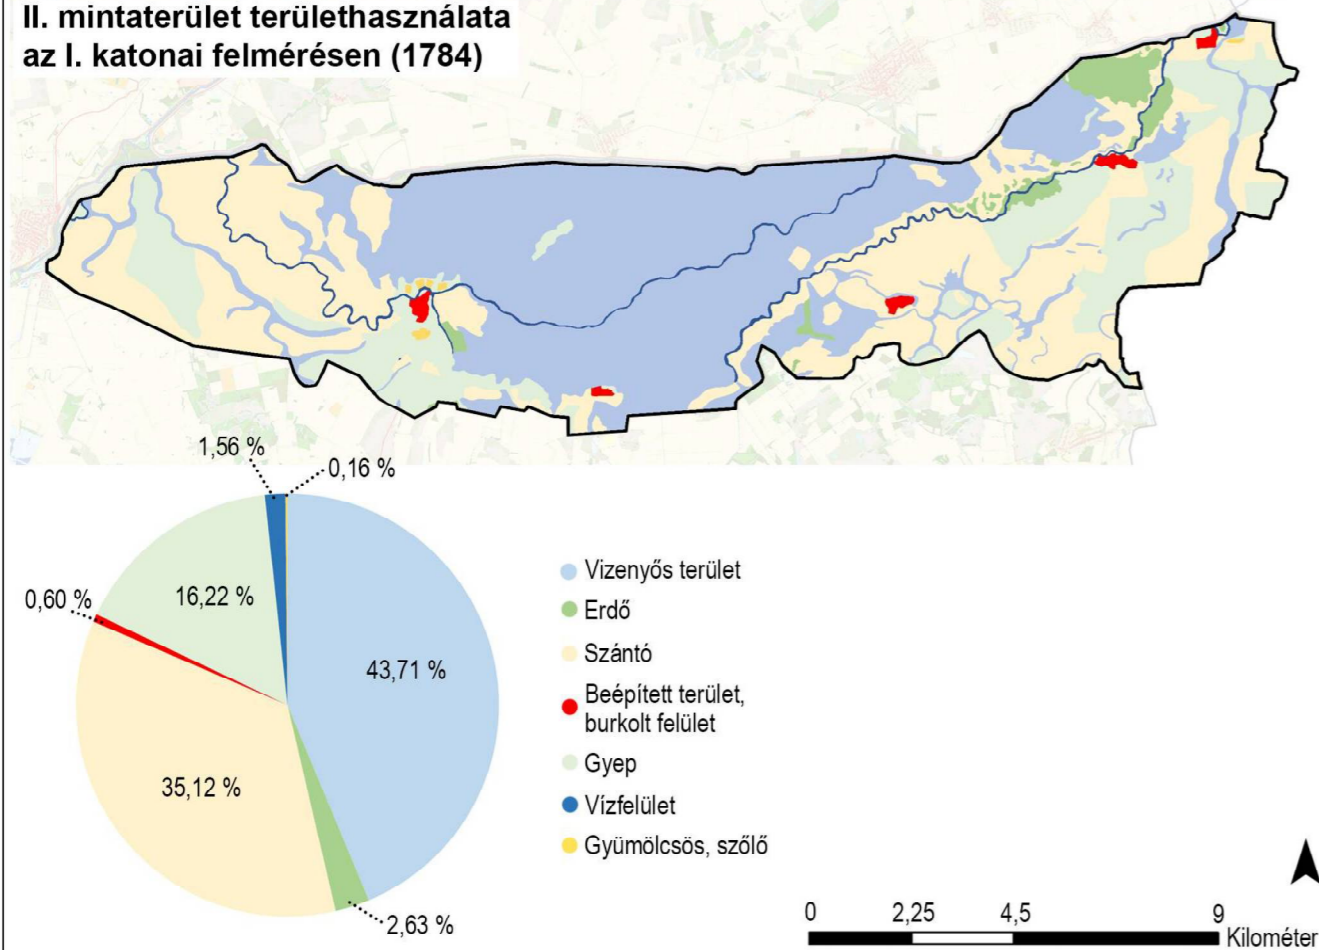 II. mintaterület területhasználata
az I. katonai felmérésen (1784)
1,56 %
0,16 %
0,60 %
16,22 %
43,71 %
35,12 %
2,63 %
Vizenyős terület
Erdő
Szántó
Beépített terület,
burkolt felület
Gyep
Vízfelület
Gyümölcsös, szőlő
0 2,25 4,5 9
Kilométer